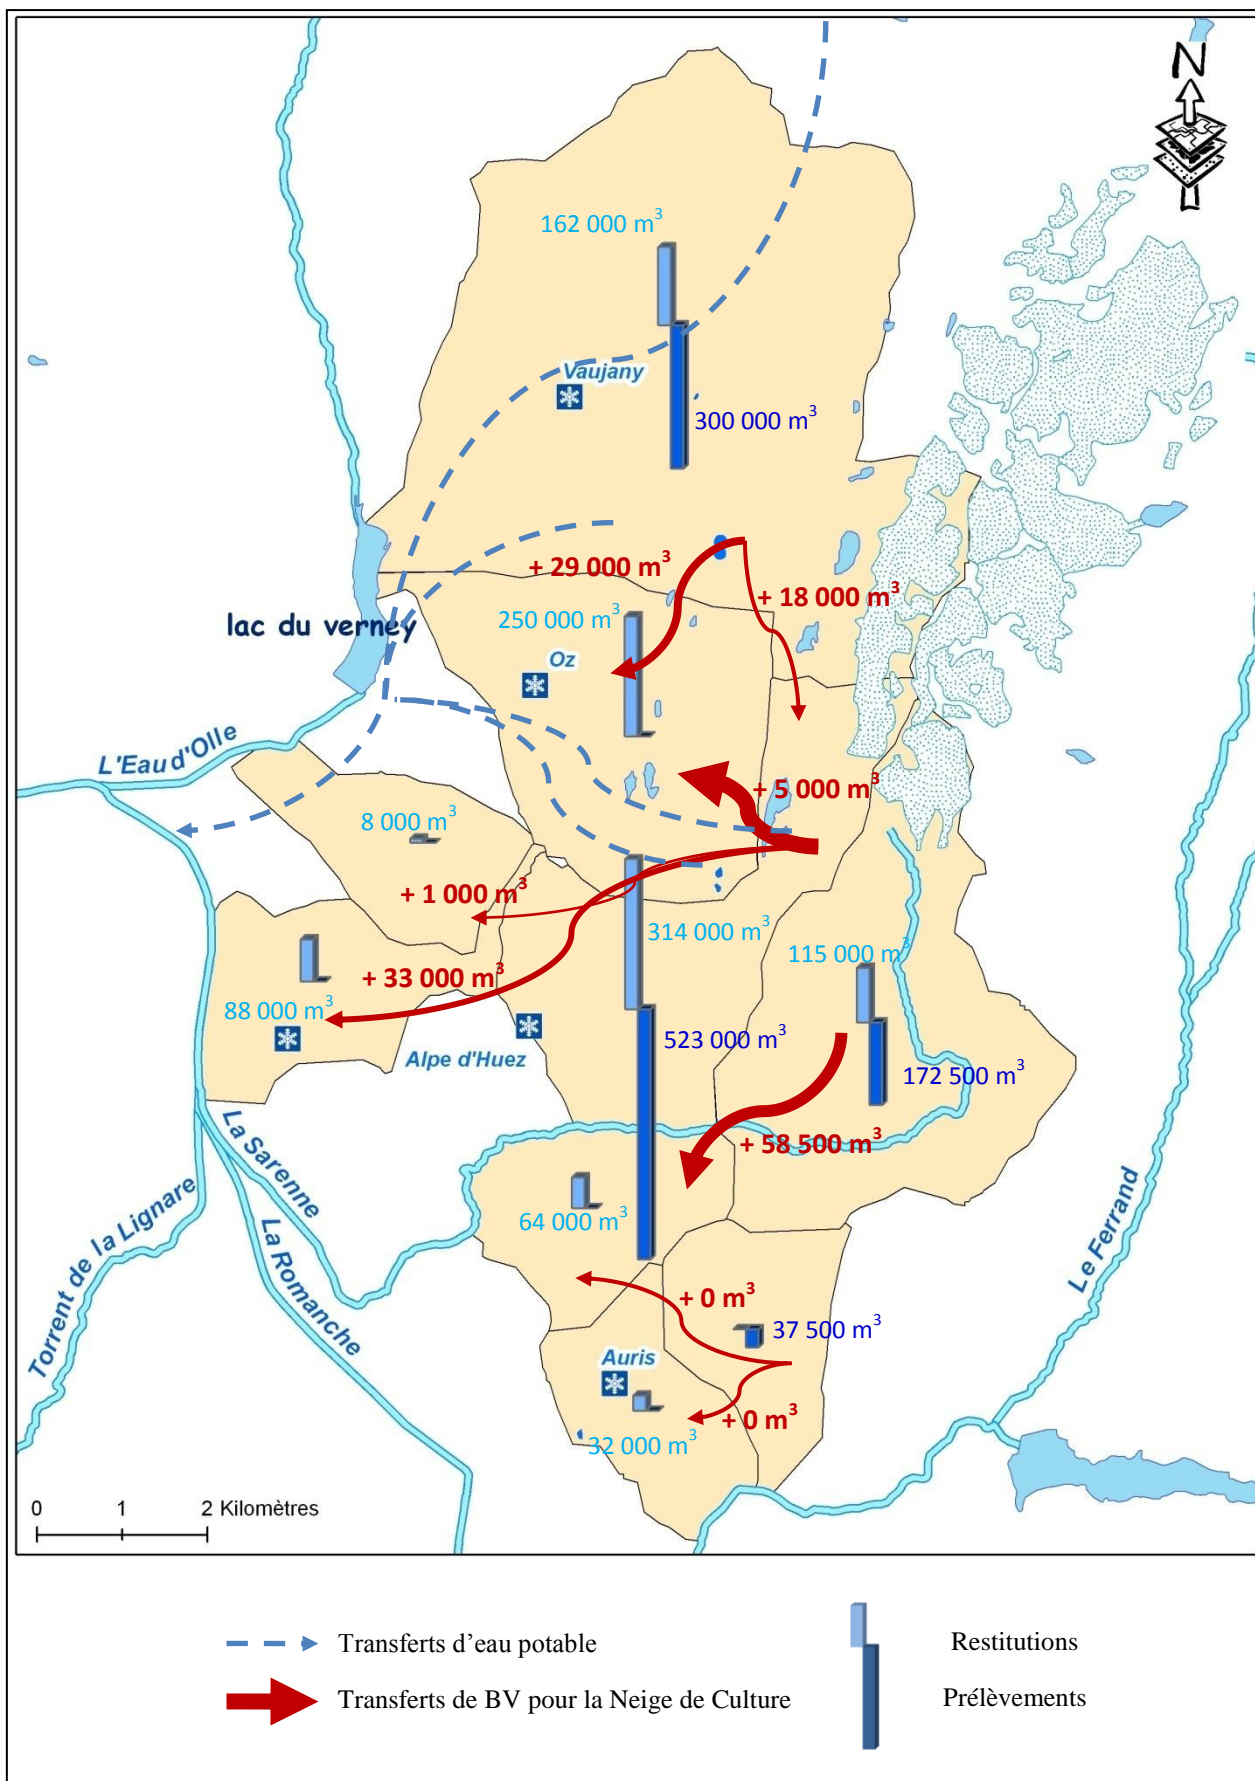 N
162 000 m³
Vaujany
300 000 m³
+ 29 000 m³
+ 18 000 m³
250 000 m³
lac du verney
Oz
L'Eau d'Olle
+ 5 000 m³
8 000 m³
+ 1 000 m³
314 000 m³
115 000 m³
+ 33 000 m³
88 000 m³
523 000 m³
Alpe d'Huez
172 500 m³
La Sarenne
+ 58 500 m³
Torrent de la Lignare
64 000 m³
Le Ferrand
La Romanche
+ 0 m³
37 500 m³
Auris
+ 0 m³
32 000 m³
0 1 2 Kilomètres
Transferts d'eau potable
Restitutions
Transferts de BV pour la Neige de Culture
Prélèvements